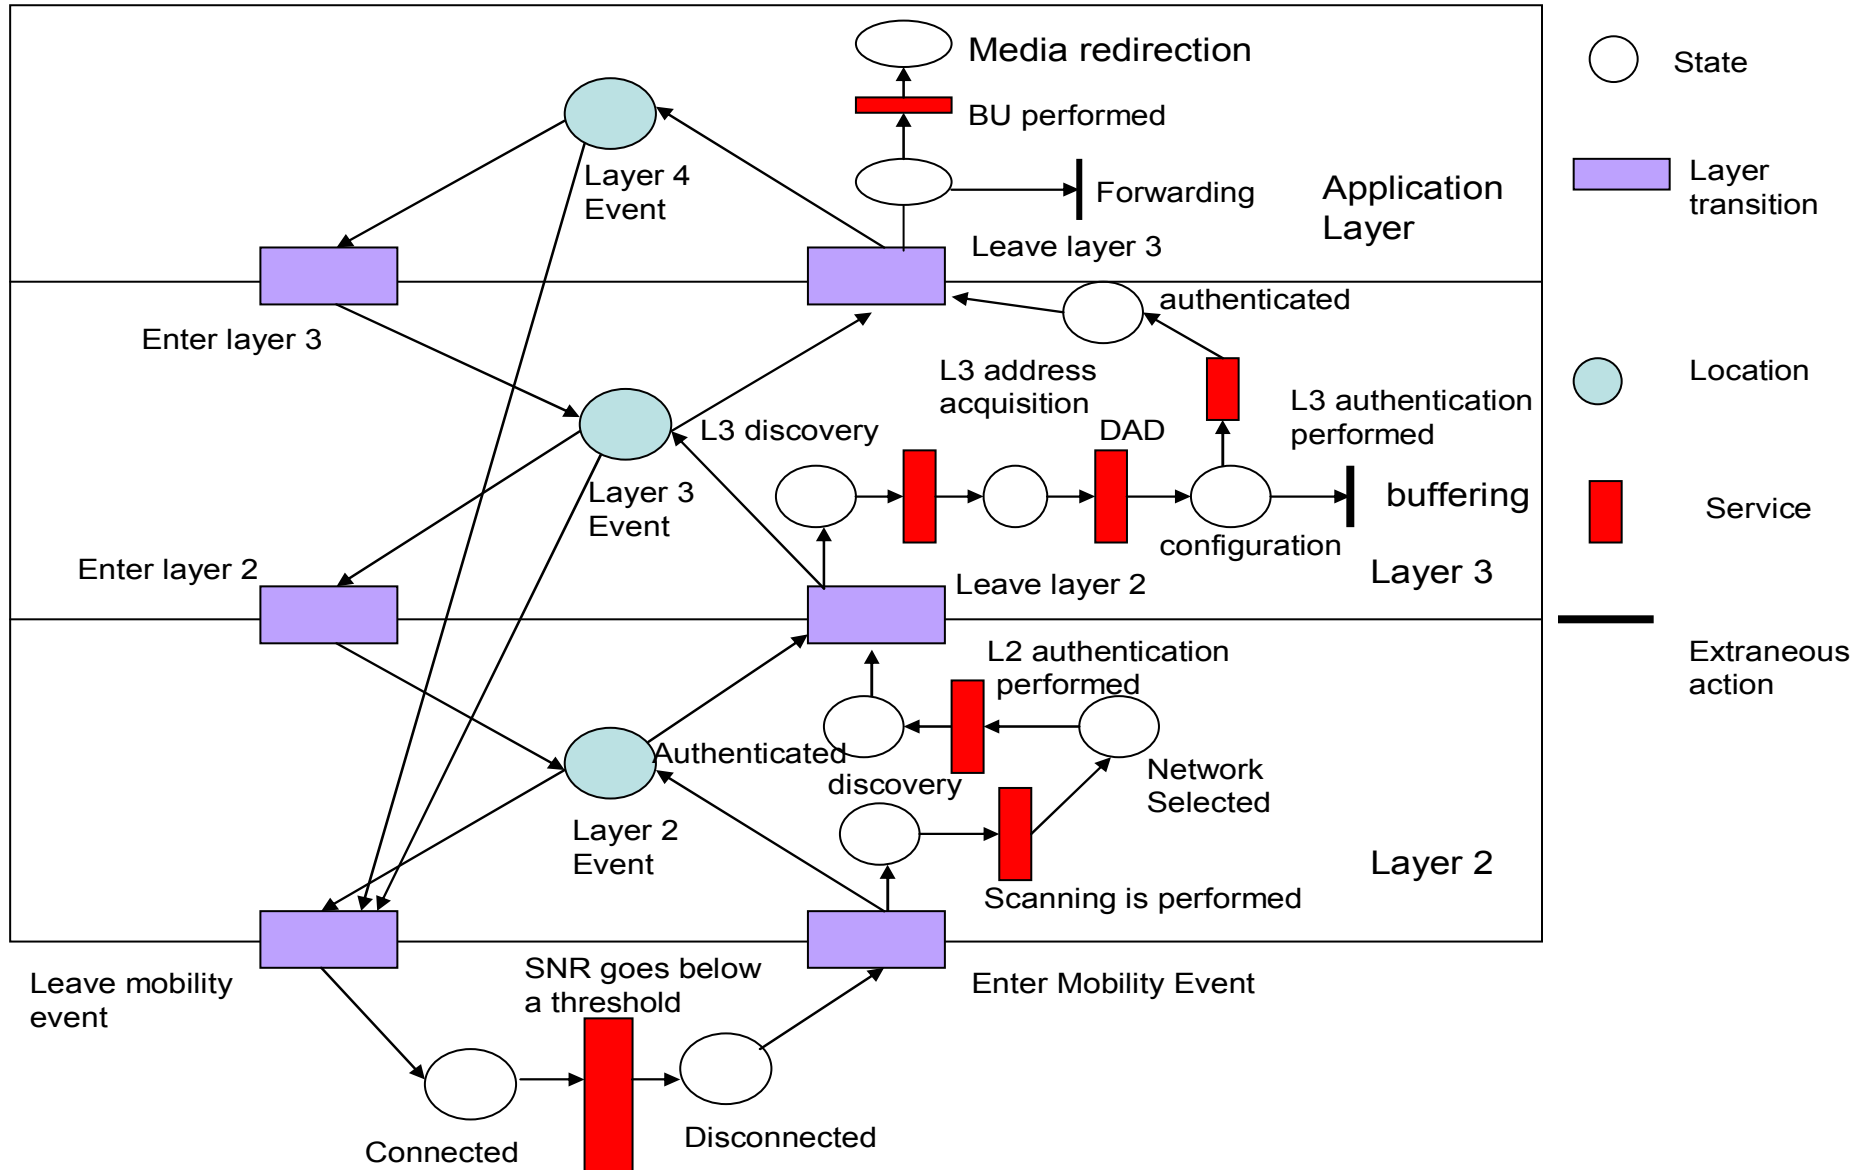 Media redirection
State
BU performed
Layer 4
Event
Forwarding
Application
Layer
Layer
transition
Leave layer 3
authenticated
Enter layer 3
L3 address
acquisition
Location
L3 authentication
performed
L3 discovery
DAD
Layer 3
Event
buffering
Service
configuration
Enter layer 2
Leave layer 2
Layer 3
L2 authentication
performed
Extraneous
action
Authenticated
discovery
Network
Selected
Layer 2
Event
Layer 2
Scanning is performed
SNR goes below
a threshold
Leave mobility
event
Enter Mobility Event
Connected
Disconnected